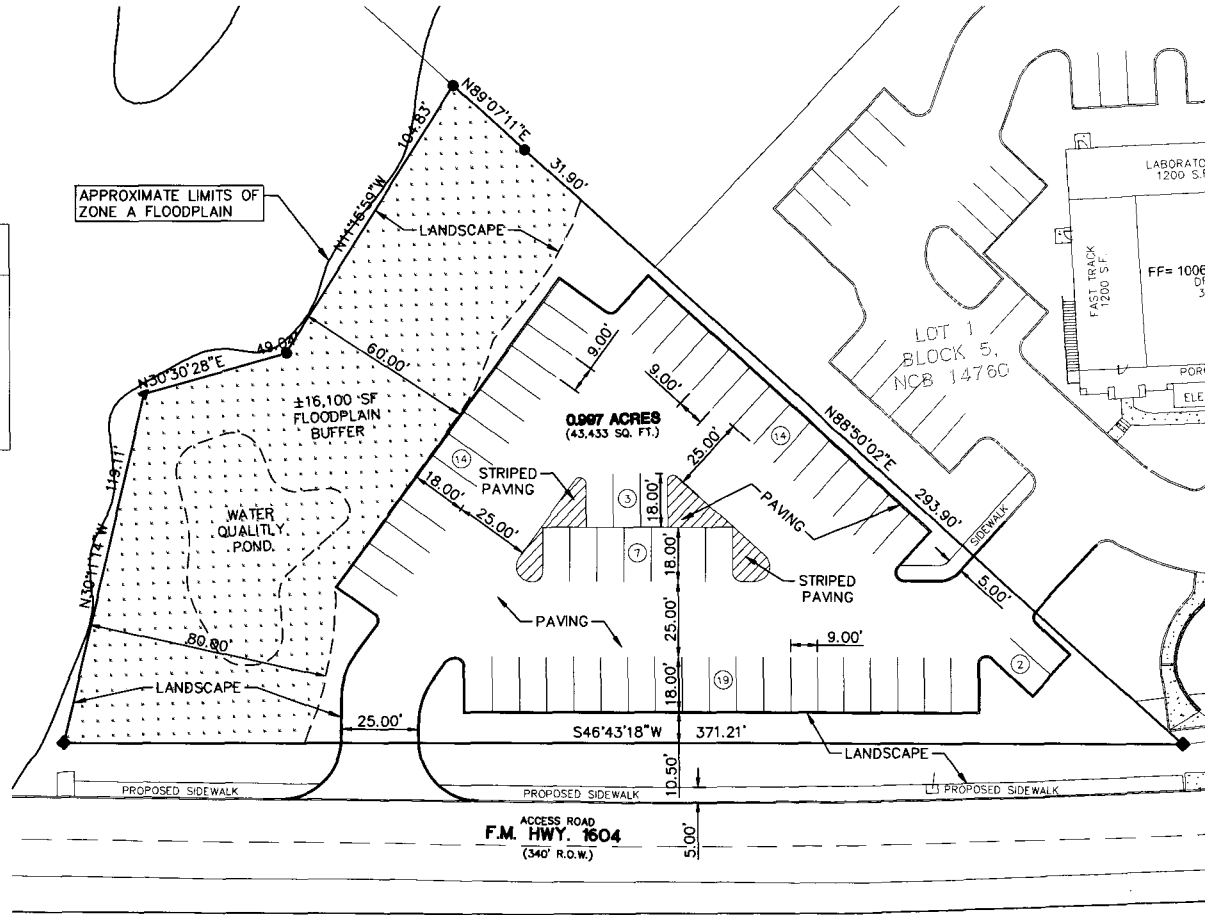 N89°07'11"E
31.90'
104.83'
N11°15'59"W
APPROXIMATE LIMITS OF
ZONE A FLOODPLAIN
LANDSCAPE
LABORATO
1200 S.F
FAST TRACK
1200 S.F.
FF= 1006
LOT 1
BLOCK 5,
NCB 14760
POR
ELE
9.00'
9.00'
60.00'
49.04'
N30°30'28"E
±16,100 SF
FLOODPLAIN
BUFFER
0.997 ACRES
(43,433 SQ. FT.)
25.00'
14
N88°50'02"E
293.90'
14
STRIPED
PAVING
18.00'
25.00'
3
18.00'
PAVING
SIDEWALK
5.00'
119.11'
N30°11'14"W
WATER
QUALITLY
POND.
7
18.00'
STRIPED
PAVING
PAVING
25.00'
9.00'
80.00'
LANDSCAPE
25.00'
18.00'
19
2
S46°43'18"W 371.21'
10.50'
LANDSCAPE
PROPOSED SIDEWALK
PROPOSED SIDEWALK
PROPOSED SIDEWALK
ACCESS ROAD
F.M. HWY. 1604
(340' R.O.W.)
5.00'